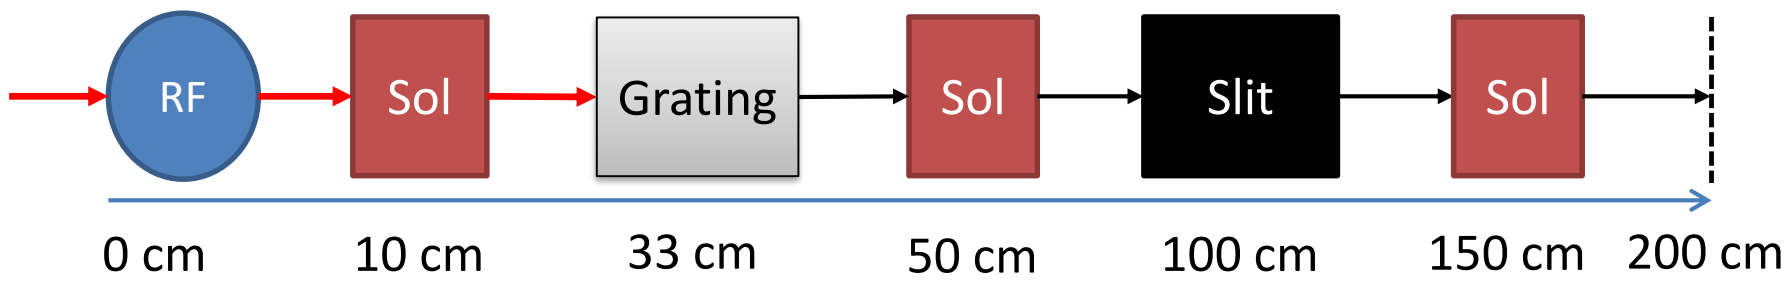 RF Sol Grating Sol Slit Sol
0 cm 10 cm 33 cm 50 cm 100 cm 150 cm 200 cm